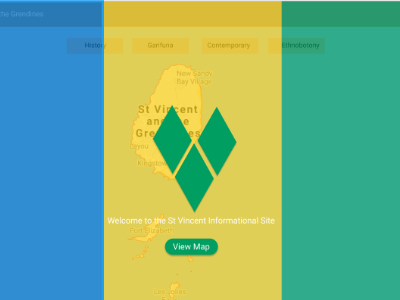 the Grenadines
History
Garifuna
Contemporary
Ethnobotany
New Sandy
Bay Village
St Vincent
and the
Grenadines
Kingstown
Port Elizabeth
Welcome to the St Vincent Informational Site
View Map